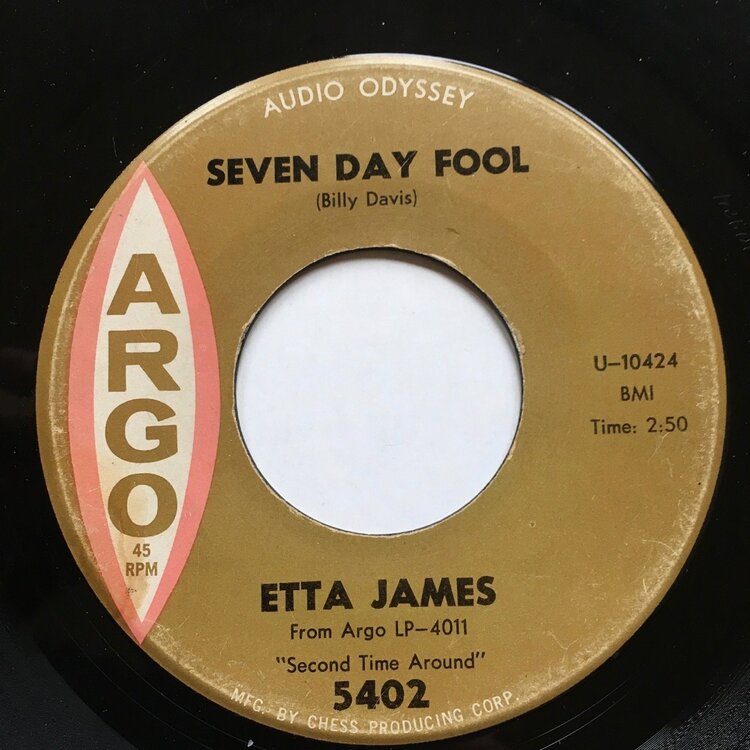 AUDIO ODYSSEY
SEVEN DAY FOOL
(Billy Davis)
ARGO
45
RPM
U-10424
BMI
Time: 2:50
ETTA JAMES
From Argo LP-4011
"Second Time Around"
5402
MFG. BY CHESS PRODUCING CORP.